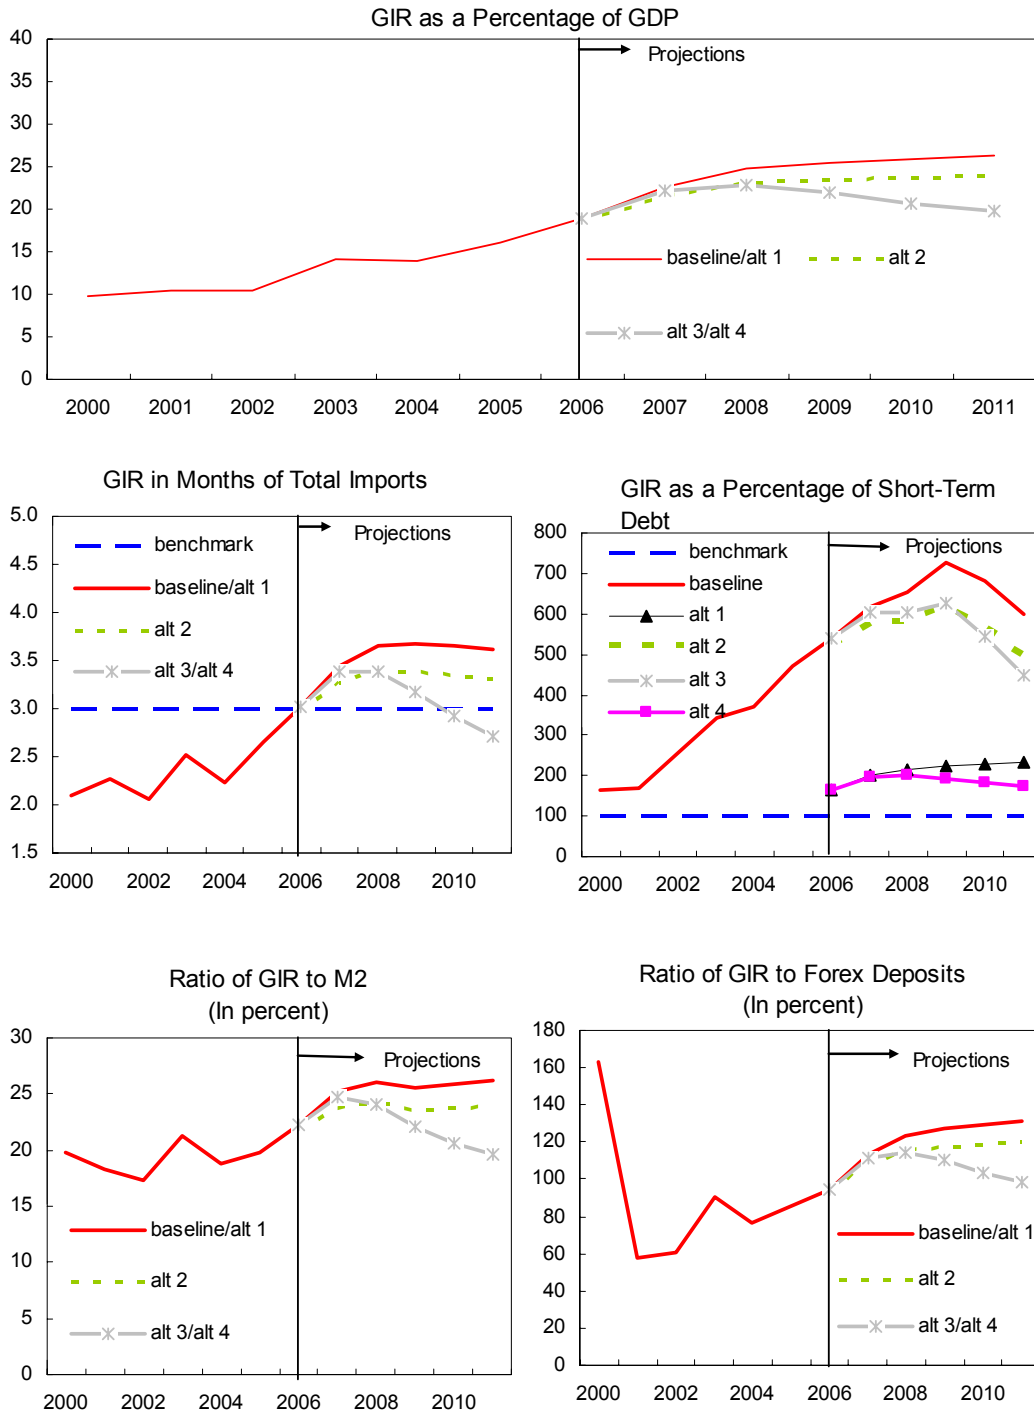 GIR as a Percentage of GDP
40
35
30
25
20
15
10
5
0
Projections
baseline/alt 1
alt 2
alt 3/alt 4
2000 2001 2002 2003 2004 2005 2006 2007 2008 2009 2010 2011
GIR in Months of Total Imports
5.0
4.5
4.0
3.5
3.0
2.5
2.0
1.5
Projections
benchmark
baseline/alt 1
alt 2
alt 3/alt 4
2000 2002 2004 2006 2008 2010
GIR as a Percentage of Short-Term
Debt
800
700
600
500
400
300
200
100
0
Projections
benchmark
baseline
alt 1
alt 2
alt 3
alt 4
2000 2002 2004 2006 2008 2010
Ratio of GIR to M2
(In percent)
30
25
20
15
10
5
0
Projections
baseline/alt 1
alt 2
alt 3/alt 4
2000 2002 2004 2006 2008 2010
Ratio of GIR to Forex Deposits
(In percent)
180
160
140
120
100
80
60
40
20
0
Projections
baseline/alt 1
alt 2
alt 3/alt 4
2000 2002 2004 2006 2008 2010